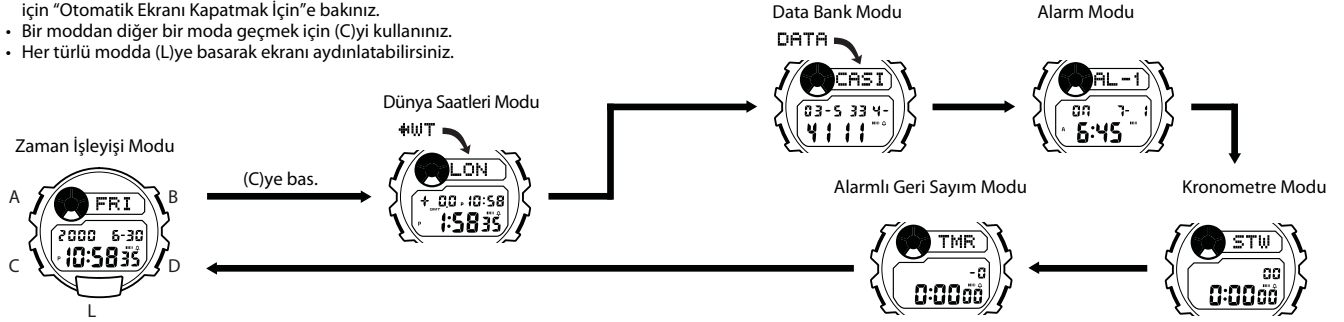 için “Otomatik Ekranı Kapatmak İçin”e bakınız.
• Bir moddan diğer bir moda geçmek için (C)yi kullanınız.
• Her türlü modda (L)ye basarak ekranı aydınlatabilirsiniz.
Data Bank Modu
Alarm Modu
DATA
CASI
03-5 33 4-
4111
AL-1
ON 7- 1
A 6:45
Dünya Saatleri Modu
WT
LON
+ 0.0 10:58
P 1:58 35
Zaman İşleyişi Modu
(C)ye bas.
A
B
C
D
L
FRI
2000 6-30
P 10:58 35
Alarmlı Geri Sayım Modu
Kronometre Modu
TMR
-0
0:00 00
STW
00
0:00 00